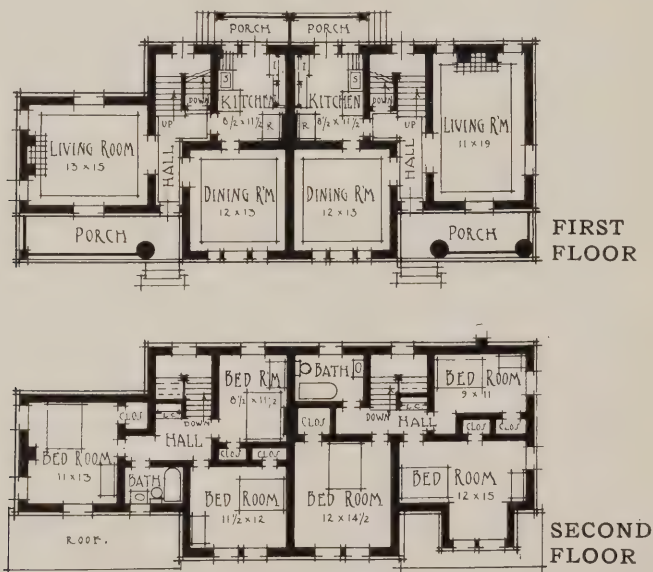 PORCH PORCH
S S
KITCHEN KITCHEN
8½ x 11½ 8½ x 11½
DOWN DOWN
UP UP
R R
LIVING ROOM
13 x 15
HALL HALL
LIVING R'M
11 x 19
DINING R'M DINING R'M
12 x 13 12 x 13
PORCH PORCH
FIRST
FLOOR
BED R'M
8½ x 11½
BATH
BED ROOM
9 x 11
CLOS
L.C.
DOWN DOWN
HALL HALL
CLOS CLOS CLOS CLOS CLOS
BED ROOM
11 x 13
BATH
BED ROOM
11½ x 12
BED ROOM
12 x 14½
BED ROOM
12 x 15
ROOF.
SECOND
FLOOR